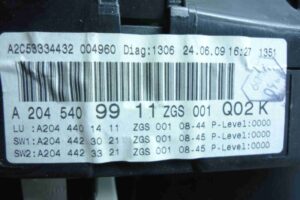 A2C53334432 004960 Diag:1306 24.06.09 16:27 1351
A 204 540 99 11 ZGS 001 Q02 K
LU :A204 440 14 11 ZGS 001 08-44 P-Level:0000
SW1:A204 442 30 21 ZGS 001 08-44 P-Level:0000
SW2:A204 442 33 21 ZGS 001 08-45 P-Level:0000